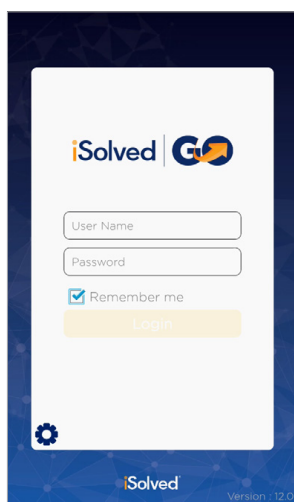 iSolved GO
User Name
Password
Remember me
Login
iSolved
Version : 12.0